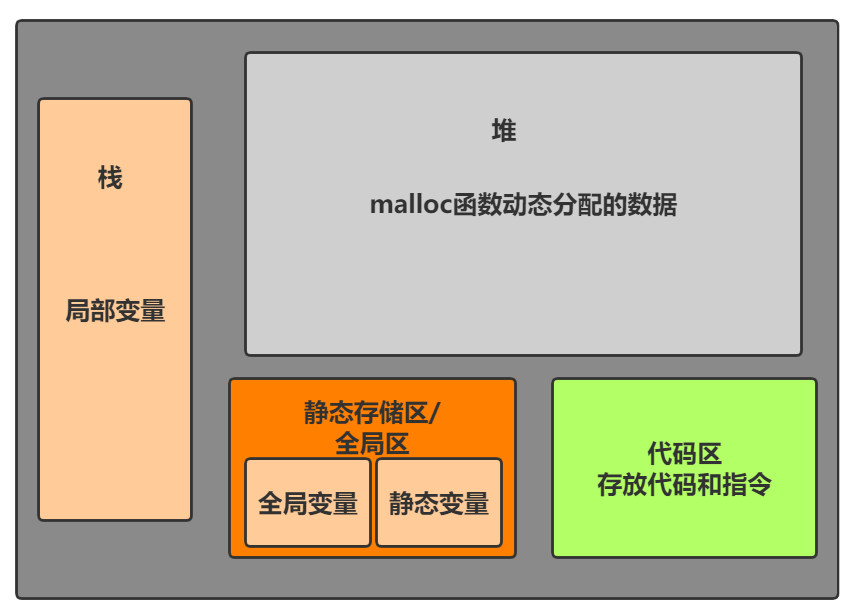 栈
局部变量
堆
malloc函数动态分配的数据
静态存储区/
全局区
全局变量
静态变量
代码区
存放代码和指令